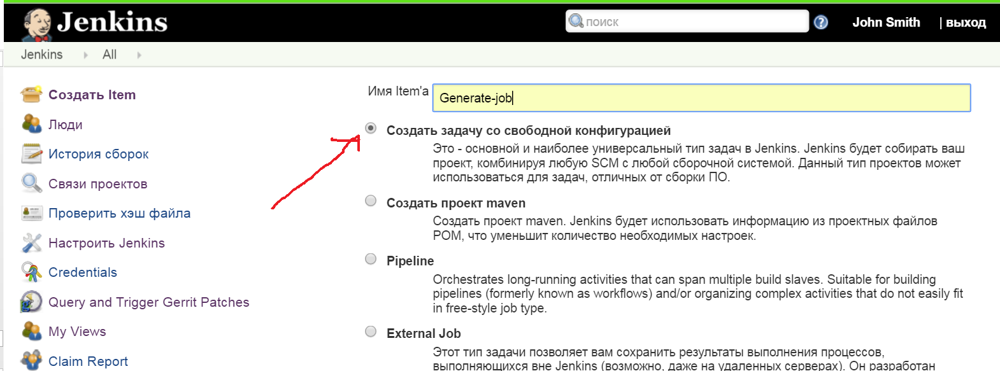 Jenkins
поиск
John Smith
| выход
Jenkins
All
Создать Item
Люди
История сборок
Связи проектов
Проверить хэш файла
Настроить Jenkins
Credentials
Query and Trigger Gerrit Patches
My Views
Claim Report
Имя Item'а
Generate-job
Создать задачу со свободной конфигурацией
Это - основной и наиболее универсальный тип задач в Jenkins. Jenkins будет собирать ваш
проект, комбинируя любую SCM с любой сборочной системой. Данный тип проектов может
использоваться для задач, отличных от сборки ПО.
Создать проект maven
Создать проект maven. Jenkins будет использовать информацию из проектных файлов
POM, что уменьшит количество необходимых настроек.
Pipeline
Orchestrates long-running activities that can span multiple build slaves. Suitable for building
pipelines (formerly known as workflows) and/or organizing complex activities that do not easily fit
in free-style job type.
External Job
Этот тип задачи позволяет вам сохранить результаты выполнения процессов,
выполняющихся вне Jenkins (возможно, даже на удаленных серверах). Он разработан